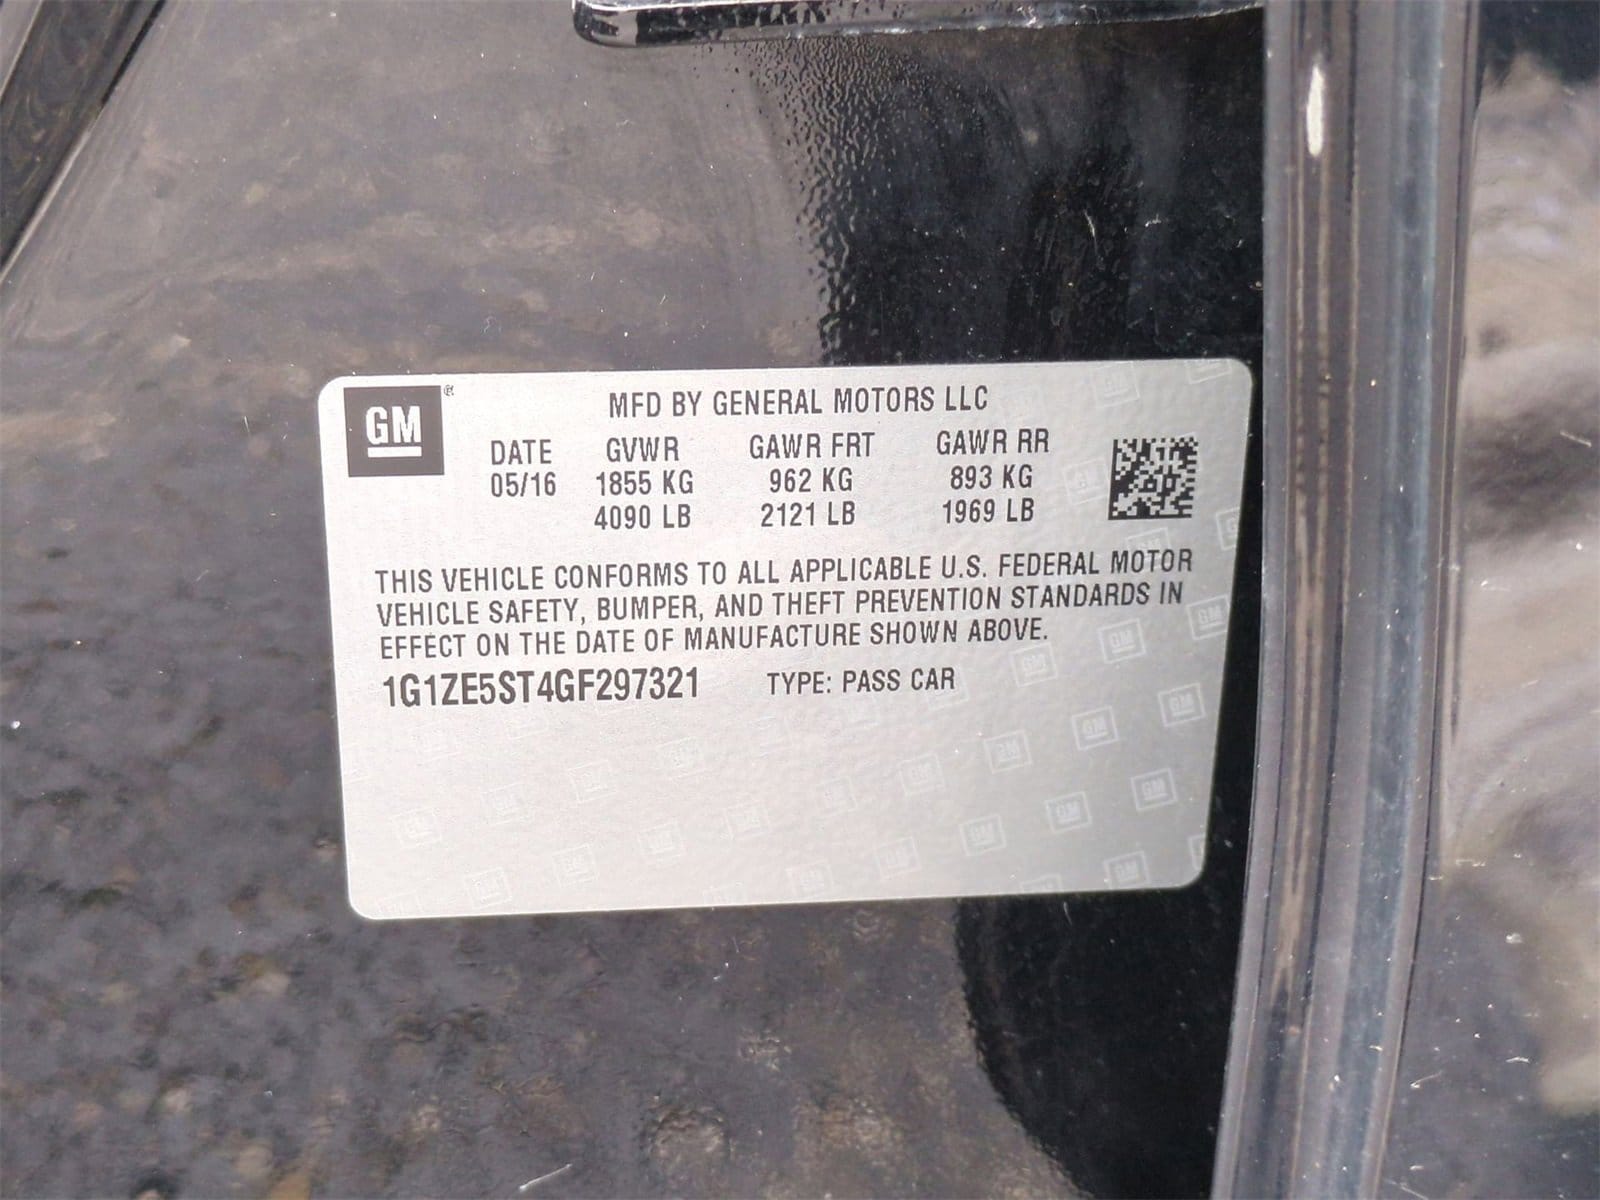 GM®
MFD BY GENERAL MOTORS LLC
DATE GVWR GAWR FRT GAWR RR
05/16 1855 KG 962 KG 893 KG
4090 LB 2121 LB 1969 LB
THIS VEHICLE CONFORMS TO ALL APPLICABLE U.S. FEDERAL MOTOR
VEHICLE SAFETY, BUMPER, AND THEFT PREVENTION STANDARDS IN
EFFECT ON THE DATE OF MANUFACTURE SHOWN ABOVE.
1G1ZE5ST4GF297321 TYPE: PASS CAR